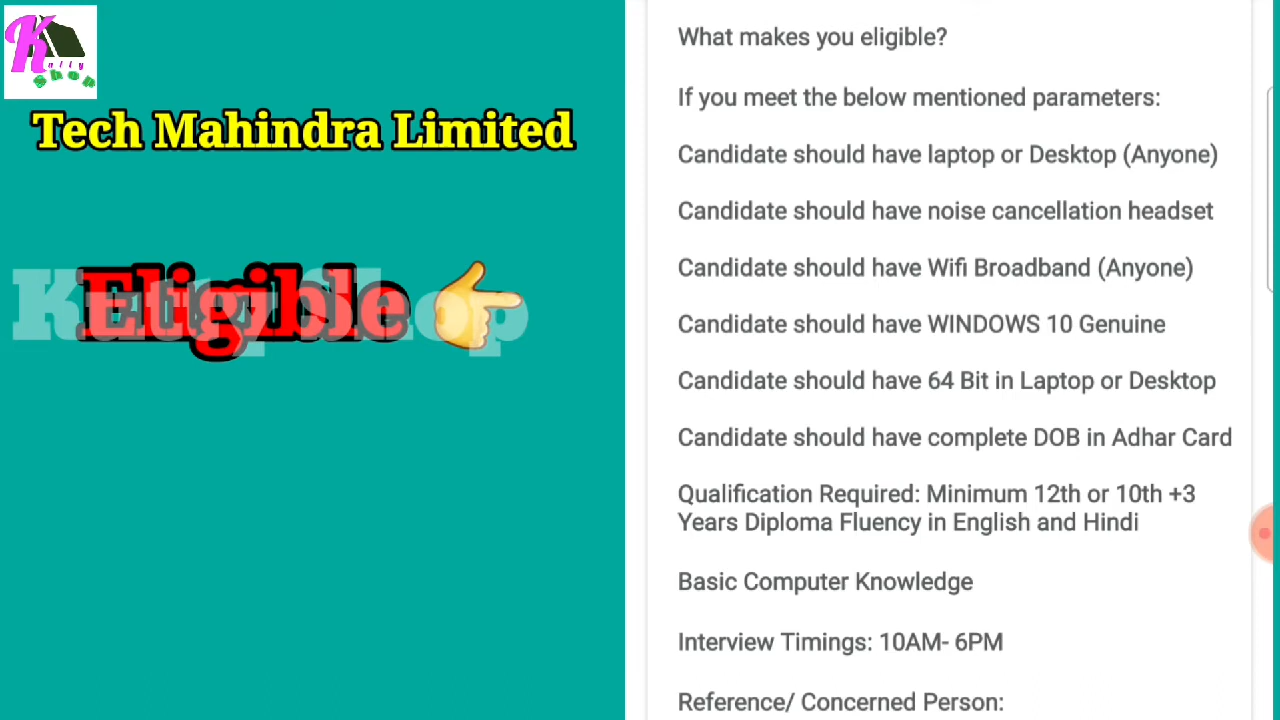 Kutty
Shop
Tech Mahindra Limited
Eligible
Kutty Shop
What makes you eligible?
If you meet the below mentioned parameters:
Candidate should have laptop or Desktop (Anyone)
Candidate should have noise cancellation headset
Candidate should have Wifi Broadband (Anyone)
Candidate should have WINDOWS 10 Genuine
Candidate should have 64 Bit in Laptop or Desktop
Candidate should have complete DOB in Adhar Card
Qualification Required: Minimum 12th or 10th +3
Years Diploma Fluency in English and Hindi
Basic Computer Knowledge
Interview Timings: 10AM- 6PM
Reference/ Concerned Person: